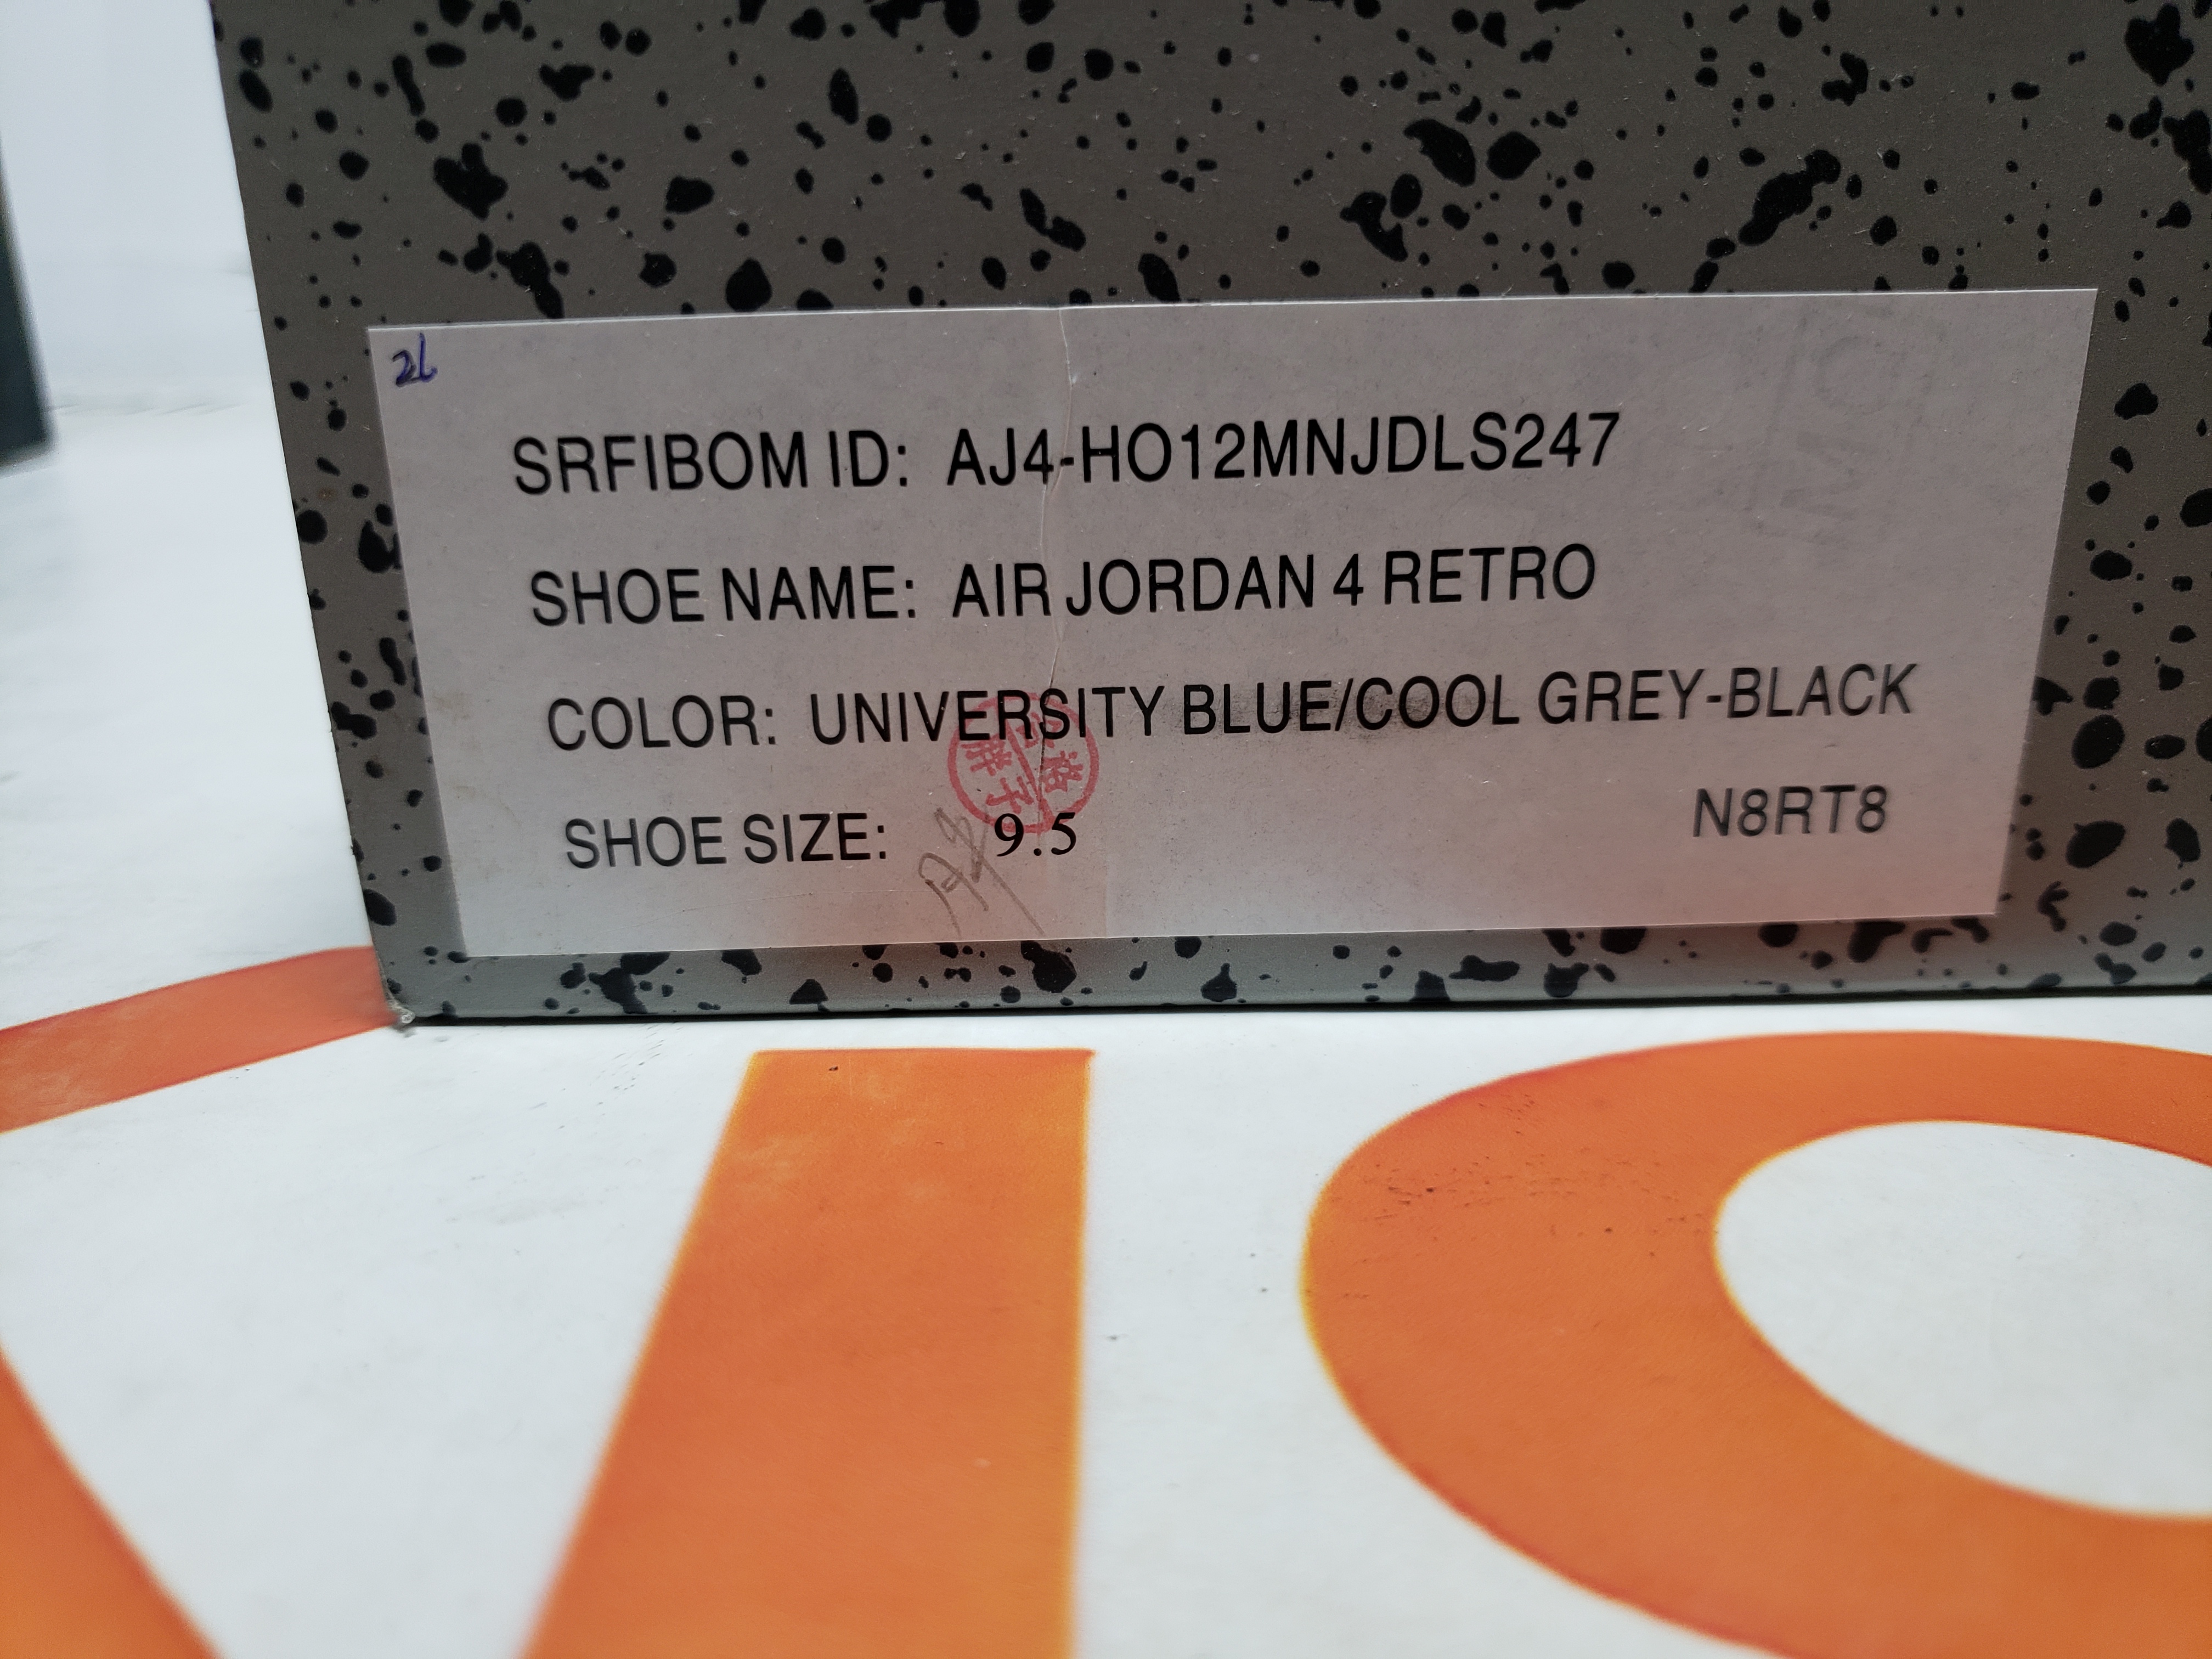 26
SRFIBOM ID: AJ4-HO12MNJDLS247
SHOE NAME: AIR JORDAN 4 RETRO
COLOR: UNIVERSITY BLUE/COOL GREY-BLACK
SHOE SIZE: 9.5
N8RT8